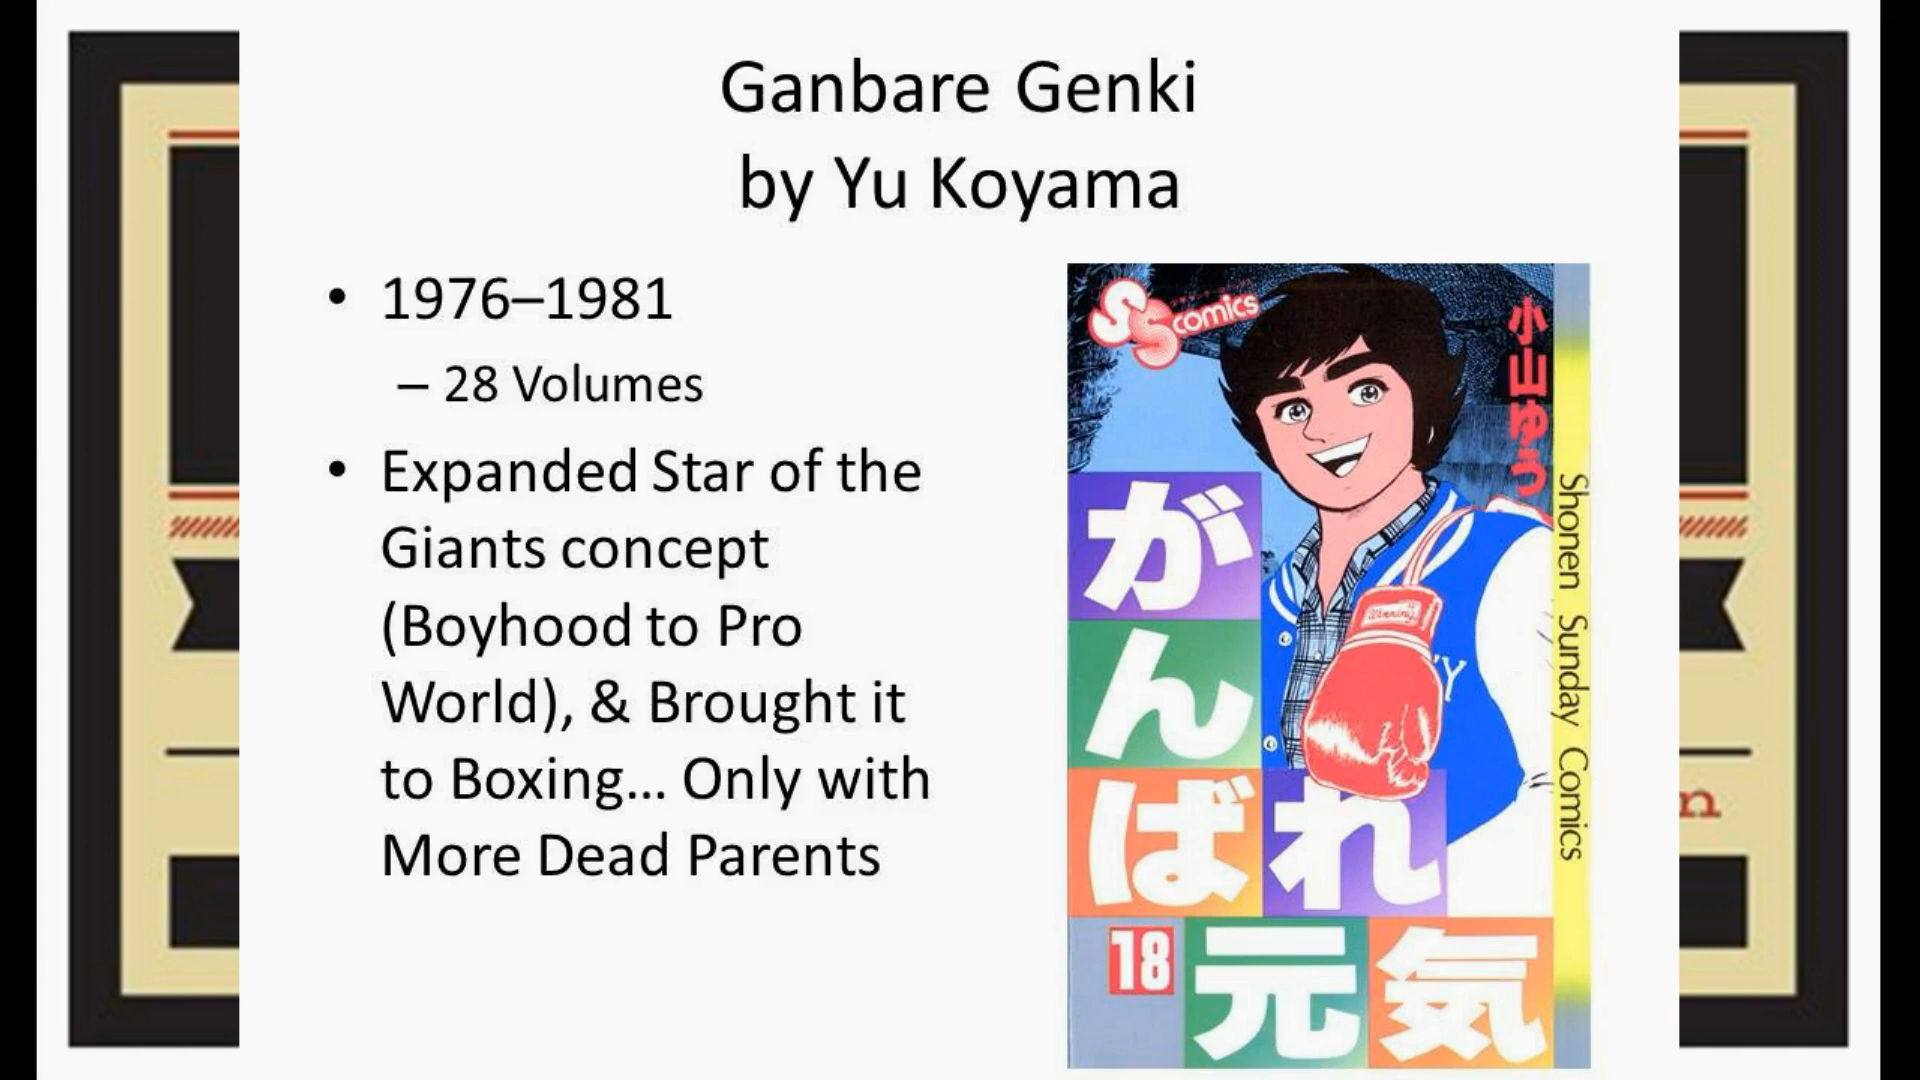 Ganbare Genki
by Yu Koyama
• 1976–1981
– 28 Volumes
• Expanded Star of the
Giants concept
(Boyhood to Pro
World), & Brought it
to Boxing... Only with
More Dead Parents
SS comics
小山ゆう
Shonen Sunday Comics
Winning
Y
がんばれ
18 元気
n